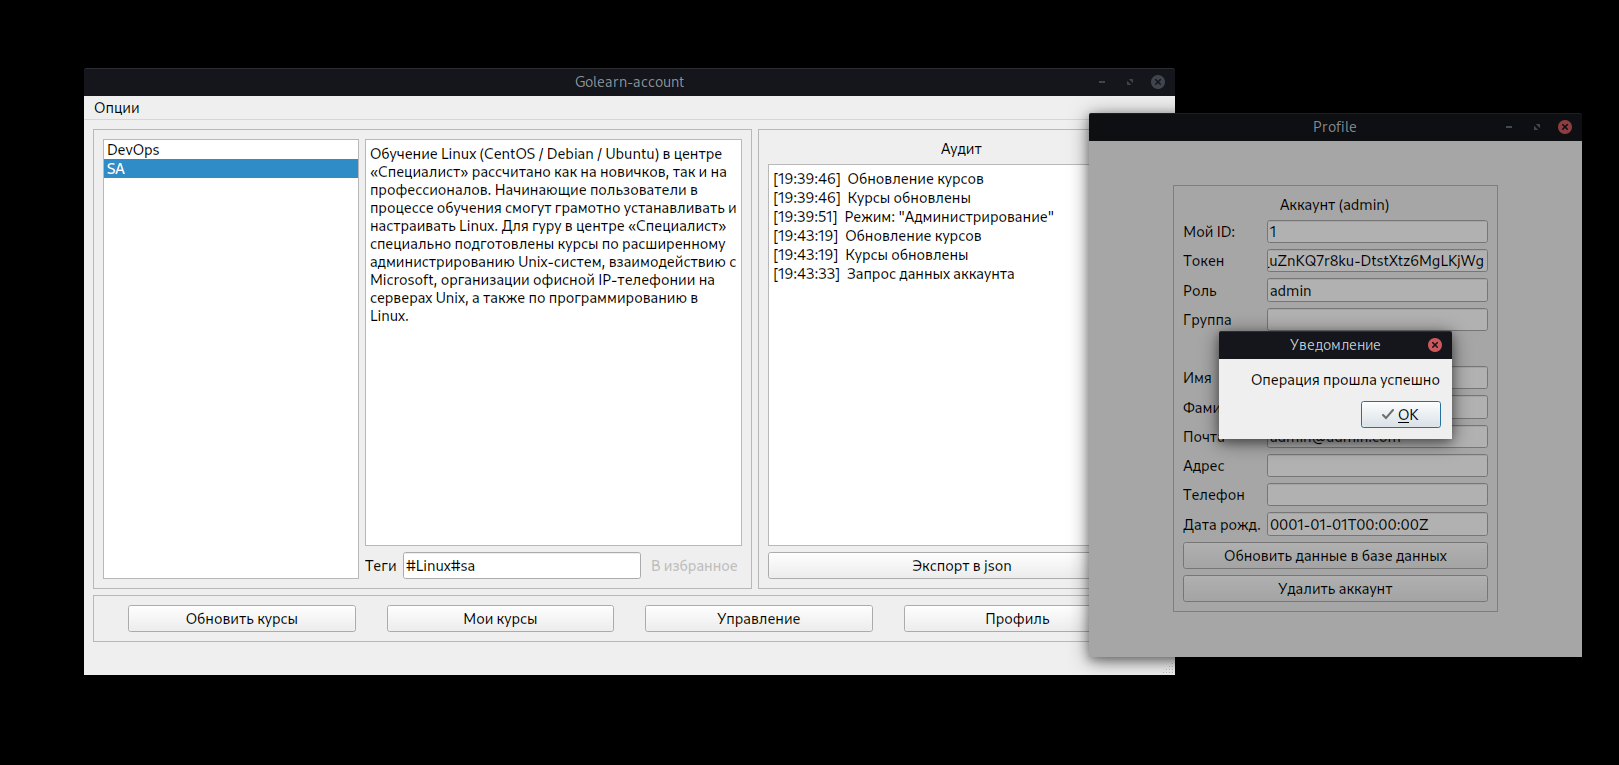 Golearn-account
Опции
DevOps
SA
Обучение Linux (CentOS / Debian / Ubuntu) в центре
«Специалист» рассчитано как на новичков, так и на
профессионалов. Начинающие пользователи в
процессе обучения смогут грамотно устанавливать и
настраивать Linux. Для гуру в центре «Специалист»
специально подготовлены курсы по расширенному
администрированию Unix-систем, взаимодействию с
Microsoft, организации офисной IP-телефонии на
серверах Unix, а также по программированию в
Linux.
Теги
#Linux#sa
В избранное
Аудит
[19:39:46] Обновление курсов
[19:39:46] Курсы обновлены
[19:39:51] Режим: "Администрирование"
[19:43:19] Обновление курсов
[19:43:19] Курсы обновлены
[19:43:33] Запрос данных аккаунта
Экспорт в json
Обновить курсы
Мои курсы
Управление
Профиль
Profile
Аккаунт (admin)
Мой ID:
1
Токен
uZnKQ7r8ku-DtstXtz6MgLKjWg
Роль
admin
Группа
Уведомление
Операция прошла успешно
OK
Имя
Почта
Адрес
Телефон
Дата рожд.
0001-01-01T00:00:00Z
Обновить данные в базе данных
Удалить аккаунт